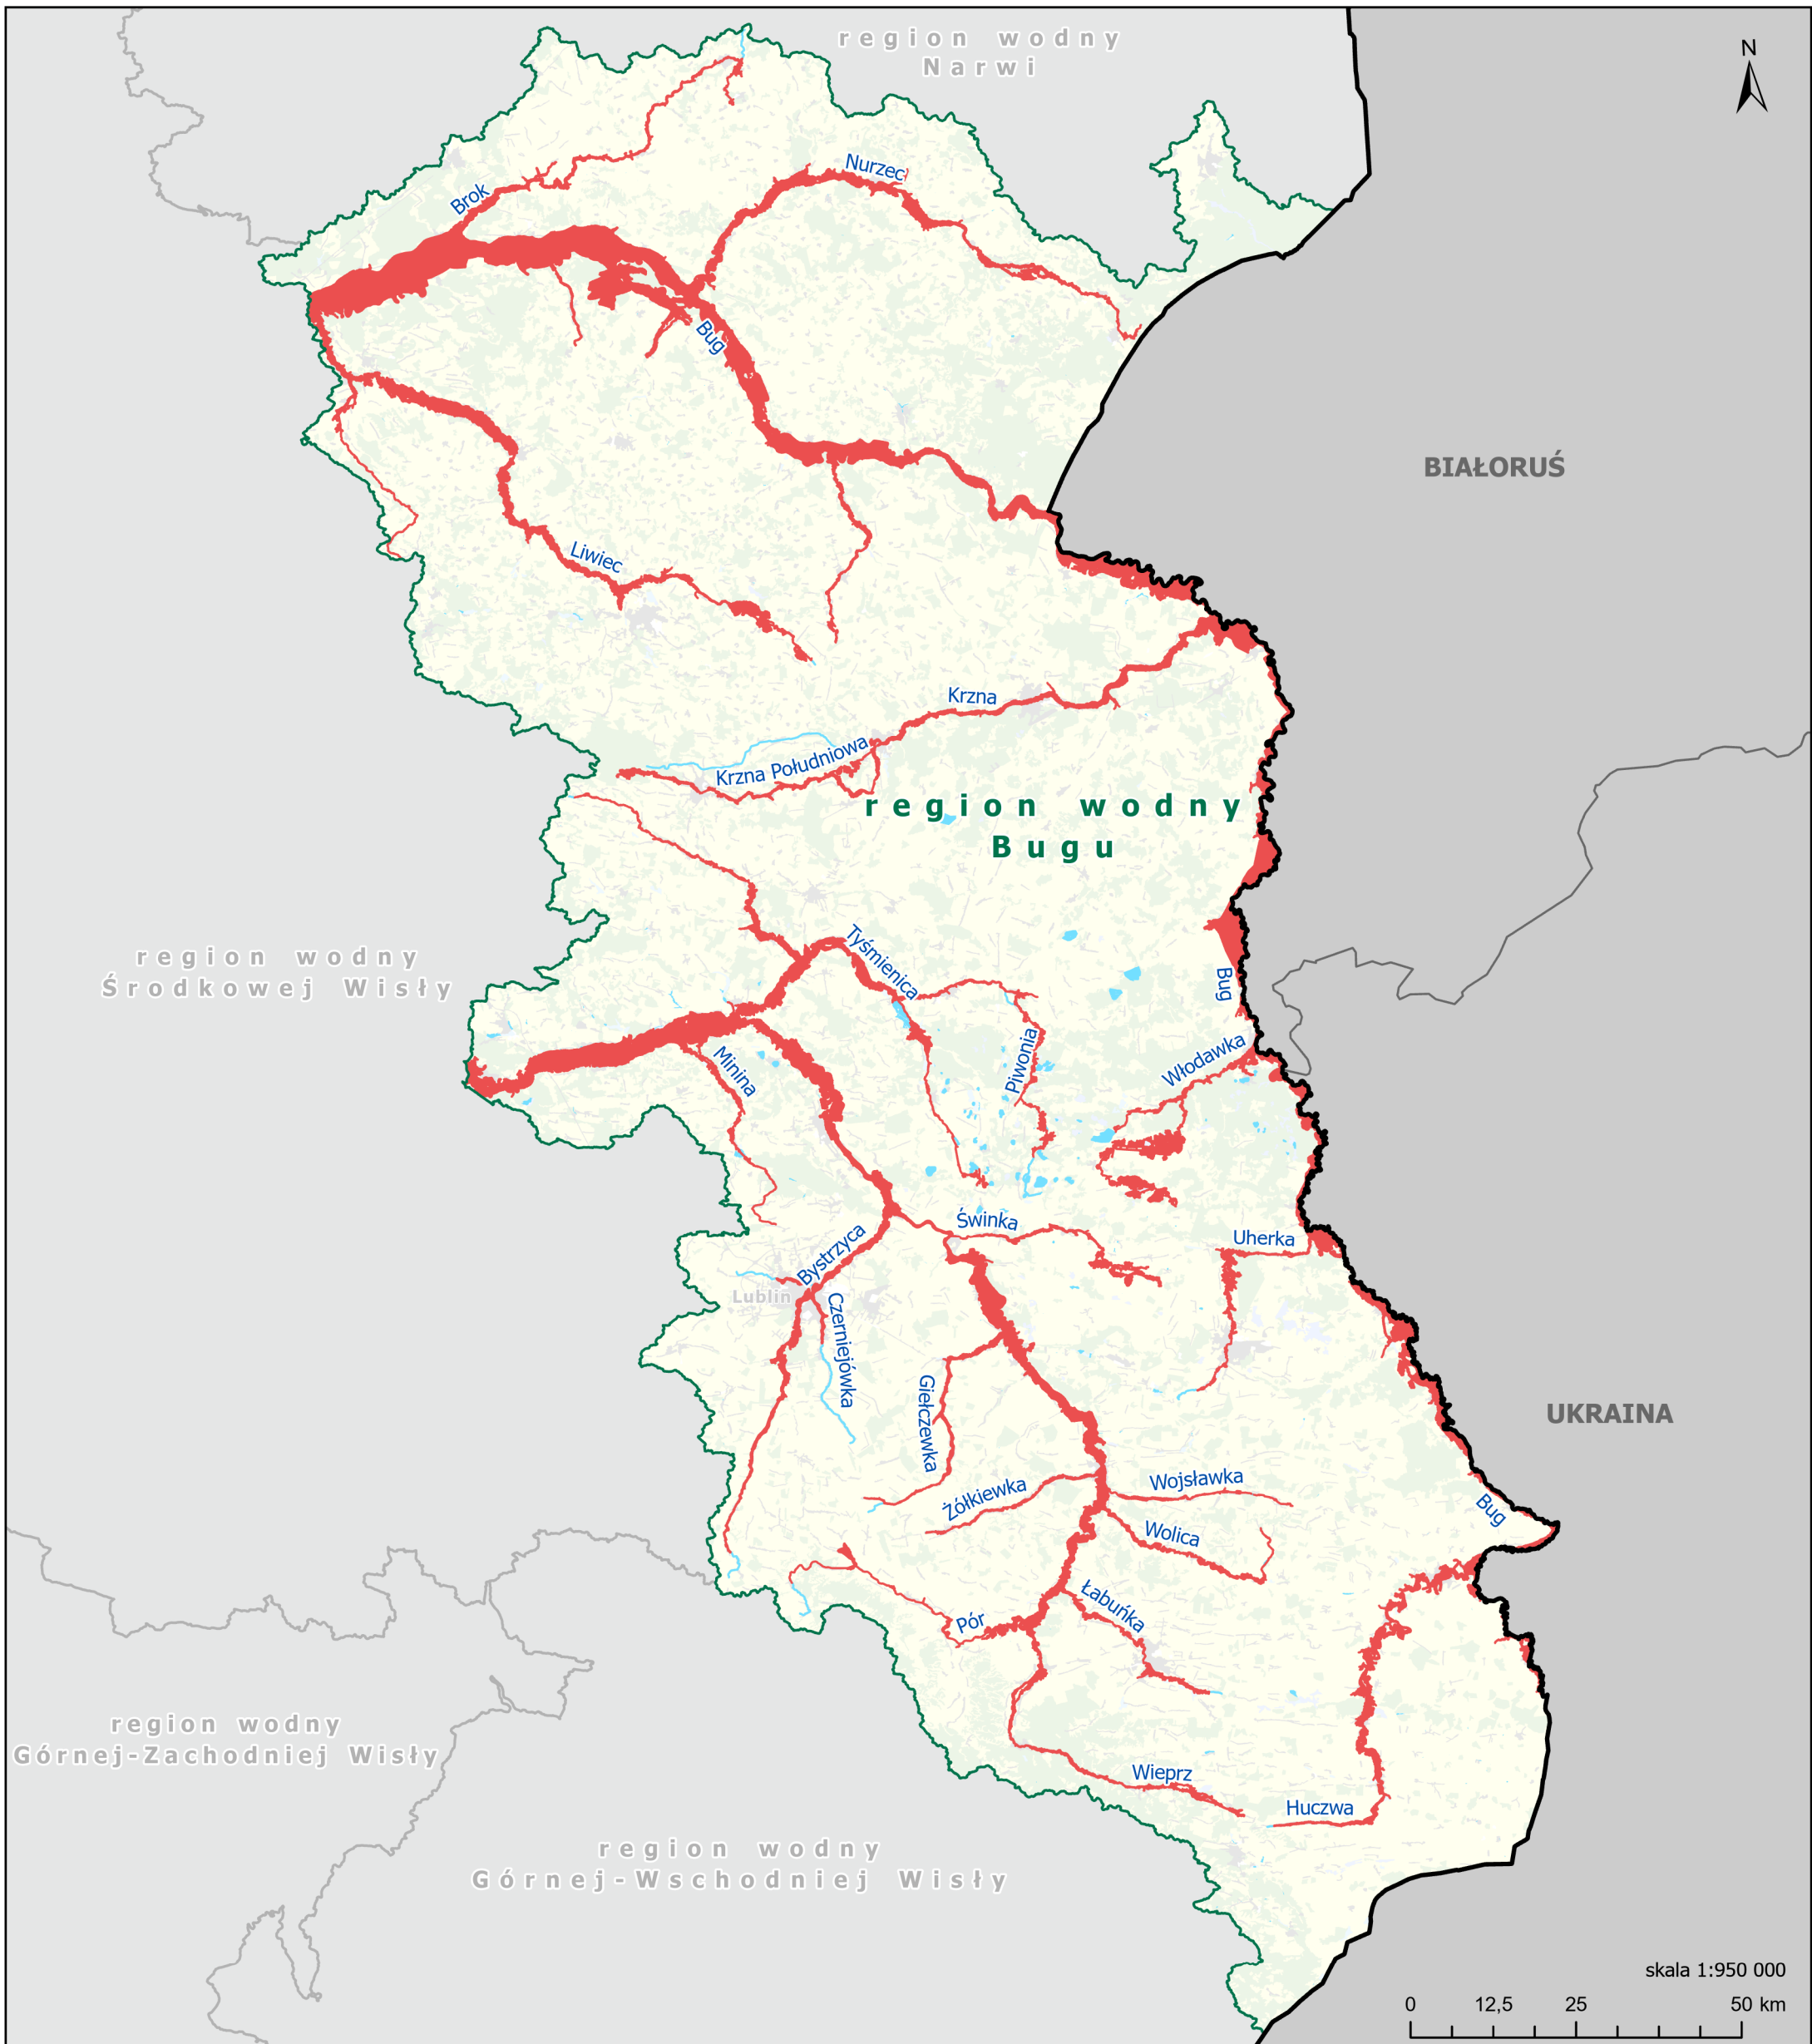 region wodny
Narwi
N
Nurzec
Brok
Bug
BIAŁORUŚ
Liwiec
Krzna
Krzna Południowa
region wodny
Bugu
Tyśmienica
region wodny
Środkowej Wisły
Bug
Piwonia
Włodawka
Minina
Świnka
Uherka
Bystrzyca
Lublin
Czerniejówka
Giełczewka
UKRAINA
Wojsławka
Żółkiewka
Bug
Wolica
Łabuńka
Pór
region wodny
Górnej-Zachodniej Wisły
Wieprz
Huczwa
region wodny
Górnej-Wschodniej Wisły
skala 1:950 000
0 12,5 25 50 km